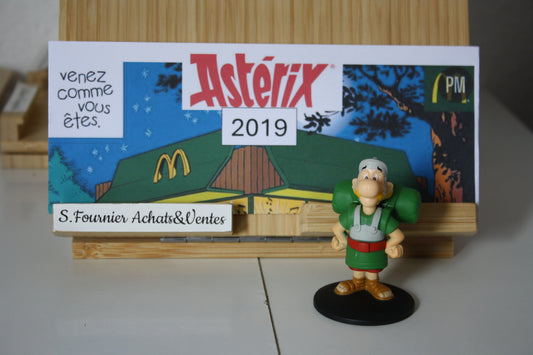 venez
comme
vous
êtes.
Astérix
2019
PM
S.Fournier Achats&Ventes